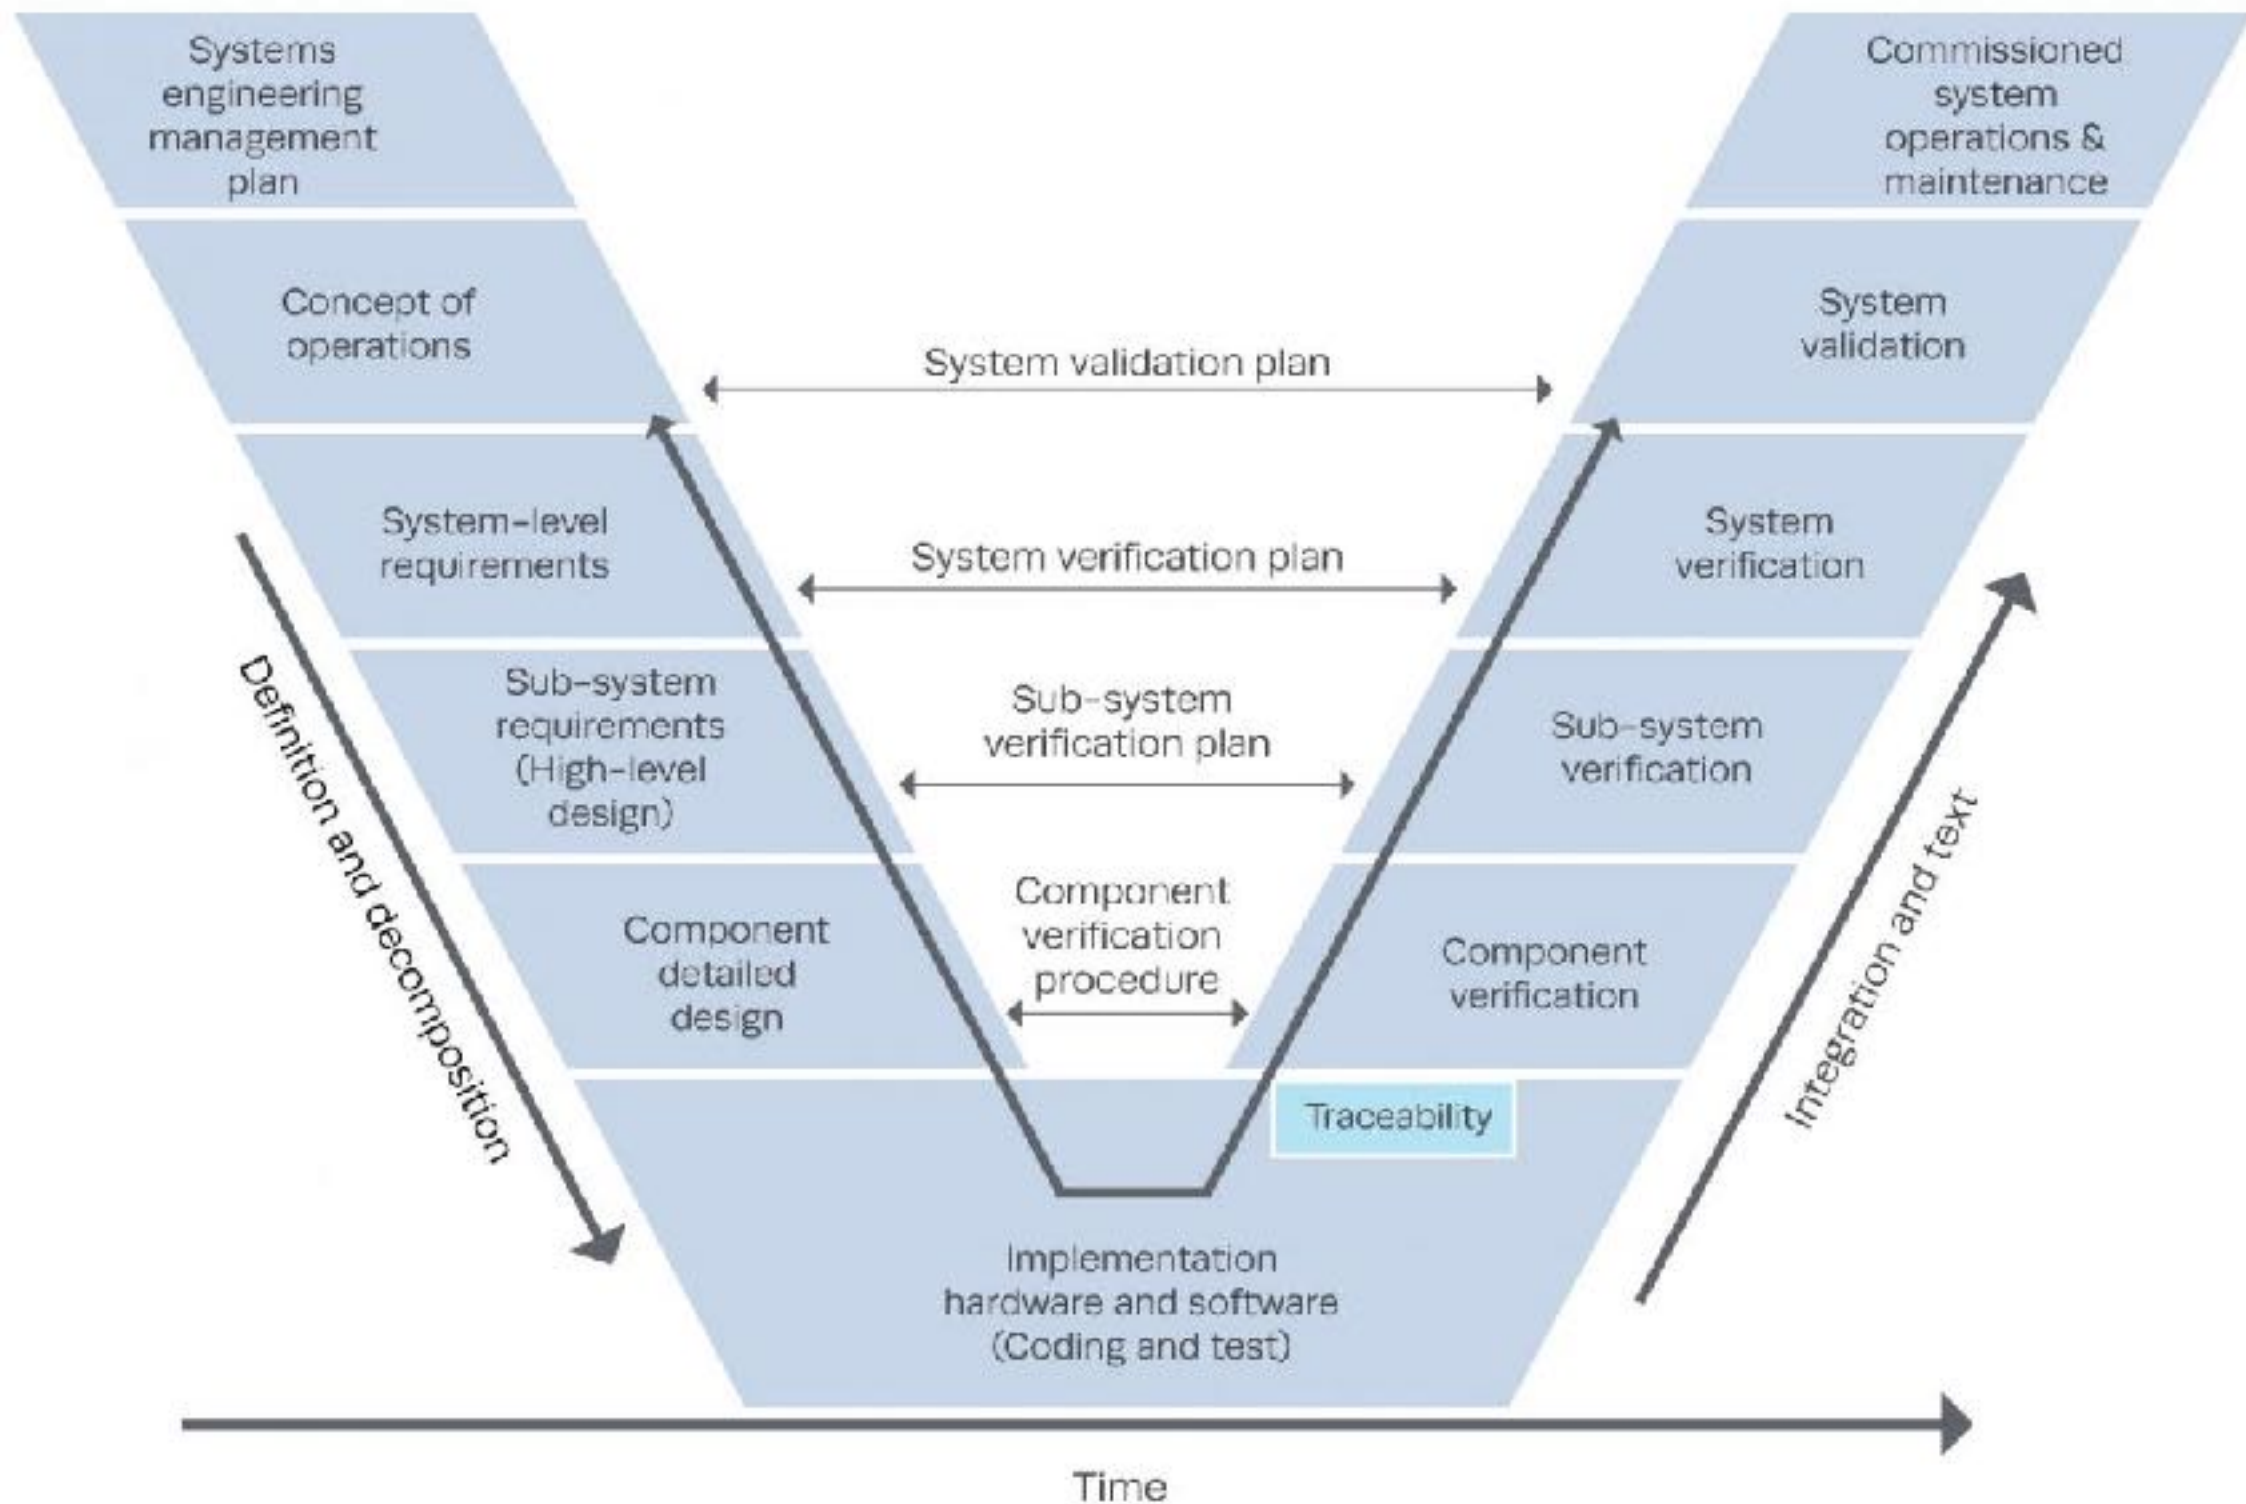 Systems
engineering
management
plan
Commissioned
system
operations &
maintenance
Concept of
operations
System
validation
System validation plan
System-level
requirements
System
verification
System verification plan
Sub-system
requirements
(High-level
design)
Sub-system
verification plan
Sub-system
verification
Component
detailed
design
Component
verification
procedure
Component
verification
Definition and decomposition
Integration and text
Traceability
Implementation
hardware and software
(Coding and test)
Time